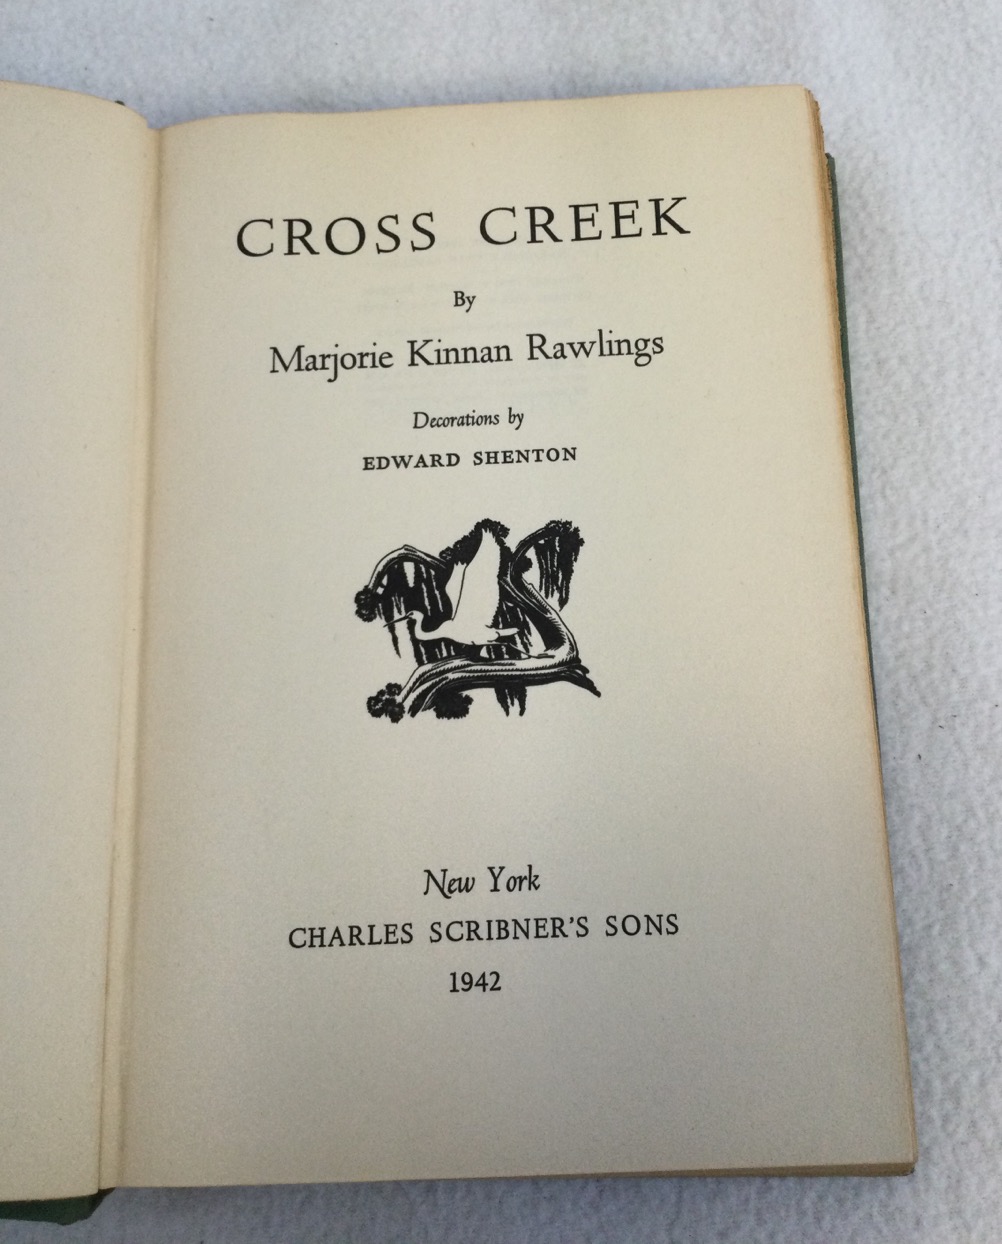 CROSS CREEK
By
Marjorie Kinnan Rawlings
Decorations by
EDWARD SHENTON
New York
CHARLES SCRIBNER'S SONS
1942